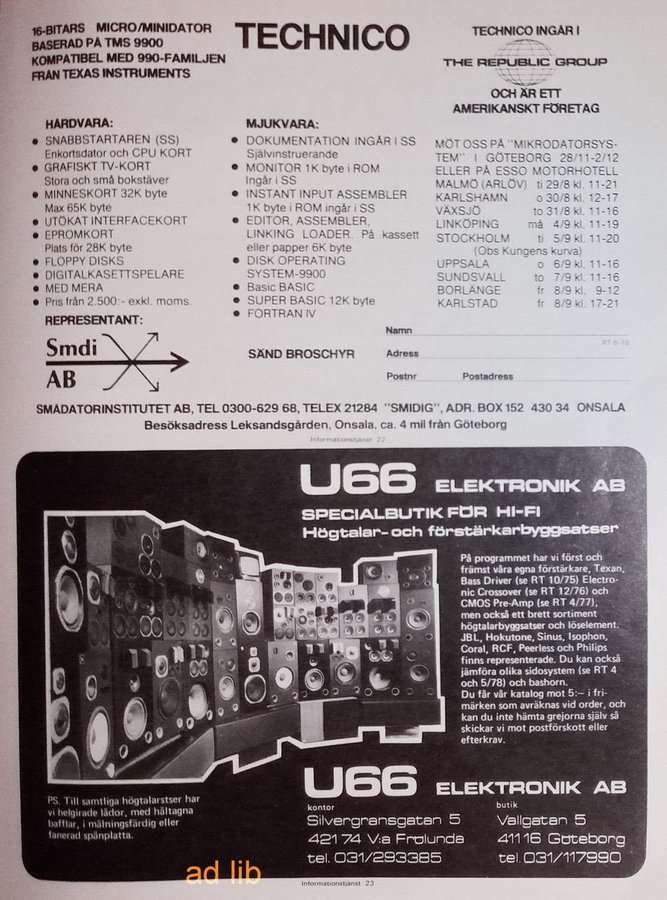 16-BITARS MICRO/MINIDATOR
BASERAD PÅ TMS 9900
KOMPATIBEL MED 990-FAMILJEN
FRÅN TEXAS INSTRUMENTS
TECHNICO
TECHNICO INGÅR I
THE REPUBLIC GROUP
OCH ÄR ETT
AMERIKANSKT FÖRETAG
HÅRDVARA:
• SNABBSTARTAREN (SS)
Enkortsdator och CPU KORT
• GRAFISKT TV-KORT
Stora och små bokstäver
• MINNESKORT 32K byte
Max 65K byte
• UTÖKAT INTERFACEKORT
• EPROMKORT
Plats för 28K byte
• FLOPPY DISKS
• DIGITALKASETTSPELARE
• MED MERA
• Pris från 2.500:- exkl. moms.
MJUKVARA:
• DOKUMENTATION INGÅR I SS
Självinstruerande
• MONITOR 1K byte i ROM
Ingår i SS
• INSTANT INPUT ASSEMBLER
1K byte i ROM ingår i SS
• EDITOR, ASSEMBLER,
LINKING LOADER. På kassett
eller papper 6K byte
• DISK OPERATING
SYSTEM-9900
• Basic BASIC
• SUPER BASIC 12K byte
• FORTRAN IV
MÖT OSS PÅ "MIKRODATORSYS-
TEM" I GÖTEBORG 28/11-2/12
ELLER PÅ ESSO MOTORHOTELL
MALMÖ (ARLÖV) ti 29/8 kl. 11-21
KARLSHAMN o 30/8 kl. 12-17
VÄXSJÖ to 31/8 kl. 11-16
LINKÖPING må 4/9 kl. 11-19
STOCKHOLM ti 5/9 kl. 11-20
(Obs Kungens kurva)
UPPSALA o 6/9 kl. 11-16
SUNDSVALL to 7/9 kl. 11-16
BORLÄNGE fr 8/9 kl. 9-12
KARLSTAD fr 8/9 kl. 17-21
REPRESENTANT:
Smdi
AB
SÄND BROSCHYR
Namn
RT 8-78
Adress
Postnr Postadress
SMÅDATORINSTITUTET AB, TEL 0300-629 68, TELEX 21284 "SMIDIG", ADR. BOX 152 430 34 ONSALA
Besöksadress Leksandsgården, Onsala, ca. 4 mil från Göteborg
Informationstjänst 22
U66 ELEKTRONIK AB
SPECIALBUTIK FÖR HI-FI
Högtalar- och förstärkarbyggsatser
På programmet har vi först och
främst våra egna förstärkare, Texan,
Bass Driver (se RT 10/75) Electro-
nic Crossover (se RT 12/76) och
CMOS Pre-Amp (se RT 4/77),
men också ett brett sortiment
högtalarbyggsatser och löselement.
JBL, Hokutone, Sinus, Isophon,
Coral, RCF, Peerless och Philips
finns representerade. Du kan också
jämföra olika sidosystem (se RT 4
och 5/78) och bashorn.
Du får vår katalog mot 5:– i fri-
märken som avräknas vid order, och
kan du inte hämta grejorna själv så
skickar vi mot postförskott eller
efterkrav.
PS. Till samtliga högtalarstser har
vi helgirade lådor, med håltagna
bafflar, i målningsfärdig eller
fanerad spånplatta.
U66 ELEKTRONIK AB
kontor
Silvergransgatan 5
421 74 V:a Frölunda
tel. 031/293385
butik
Vallgatan 5
411 16 Göteborg
tel. 031/117990
ad lib
Informationstjänst 23